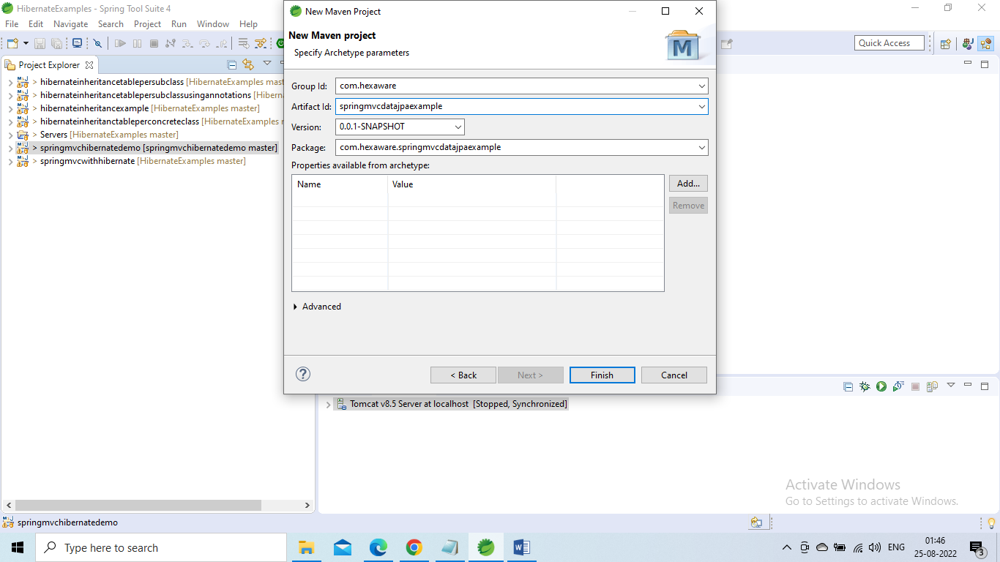 HibernateExamples - Spring Tool Suite 4
File Edit Navigate Search Project Run Window Help
Quick Access
Project Explorer
hibernateinheritancetablepersubclass [HibernateExamples mast
> hibernateinheritancetablepersubclassusingannotations [Hiberna
> hibernateinheritancexample [HibernateExamples master]
> hibernateinheritanctableperconcreteclass [HibernateExamples r
> Servers [HibernateExamples master]
> springmvchibernatedemo [springmvchibernatedemo master]
> springmvcwithhibernate [HibernateExamples master]
New Maven Project
New Maven project
Specify Archetype parameters
M
Group Id: com.hexaware
Artifact Id: springmvcdatajpaexample
Version: 0.0.1-SNAPSHOT
Package: com.hexaware.springmvcdatajpaexample
Properties available from archetype:
Name Value
Add...
Remove
Advanced
< Back Next > Finish Cancel
Tomcat v8.5 Server at localhost [Stopped, Synchronized]
Activate Windows
Go to Settings to activate Windows.
springmvchibernatedemo
Type here to search
ENG
01:46
25-08-2022
3